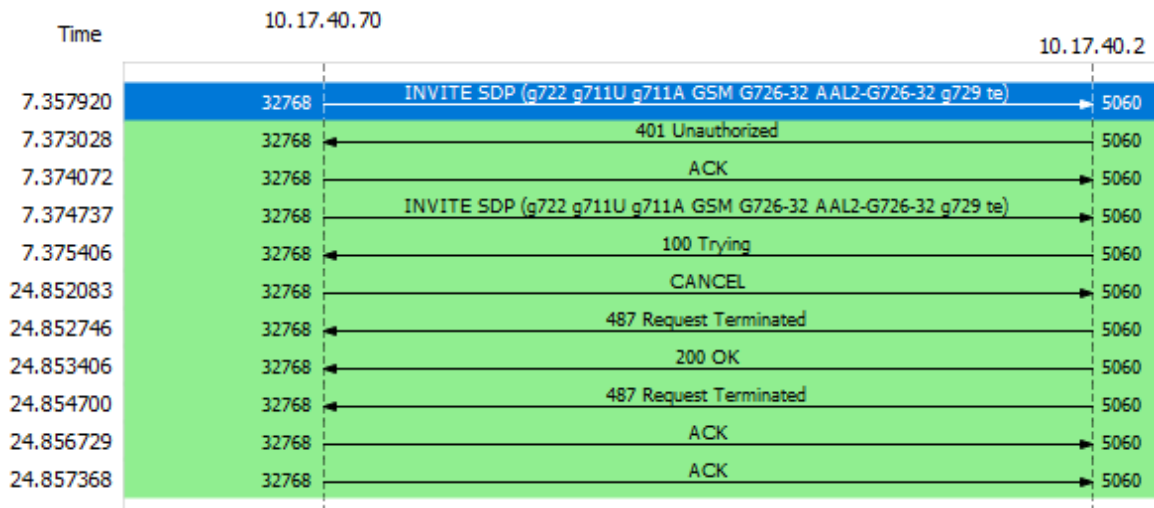 Time 10.17.40.70 10.17.40.2
7.357920 32768 INVITE SDP (g722 g711U g711A GSM G726-32 AAL2-G726-32 g729 te) 5060
7.373028 32768 401 Unauthorized 5060
7.374072 32768 ACK 5060
7.374737 32768 INVITE SDP (g722 g711U g711A GSM G726-32 AAL2-G726-32 g729 te) 5060
7.375406 32768 100 Trying 5060
24.852083 32768 CANCEL 5060
24.852746 32768 487 Request Terminated 5060
24.853406 32768 200 OK 5060
24.854700 32768 487 Request Terminated 5060
24.856729 32768 ACK 5060
24.857368 32768 ACK 5060